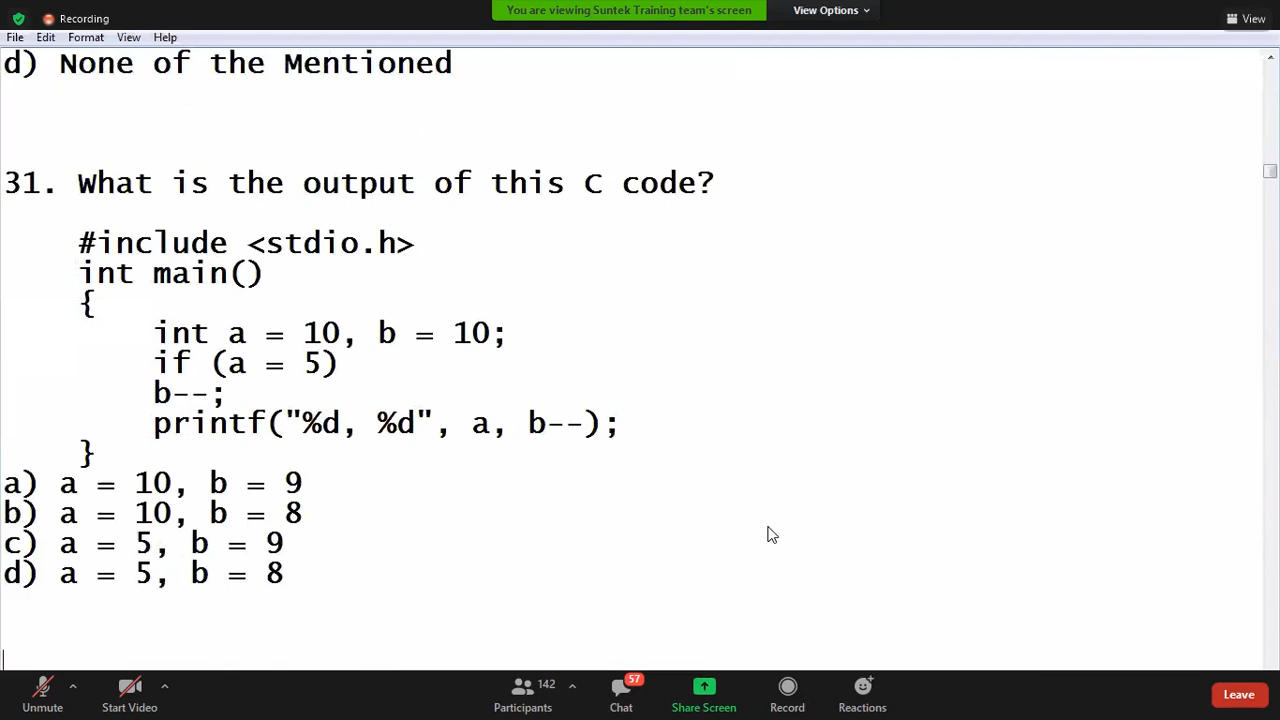 Recording
You are viewing Suntek Training team's screen
View Options
View
File Edit Format View Help
d) None of the Mentioned
31. What is the output of this C code?
#include <stdio.h>
int main()
{
int a = 10, b = 10;
if (a = 5)
b--;
printf("%d, %d", a, b--);
}
a) a = 10, b = 9
b) a = 10, b = 8
c) a = 5, b = 9
d) a = 5, b = 8
142
57
Unmute
Start Video
Participants
Chat
Share Screen
Record
Reactions
Leave